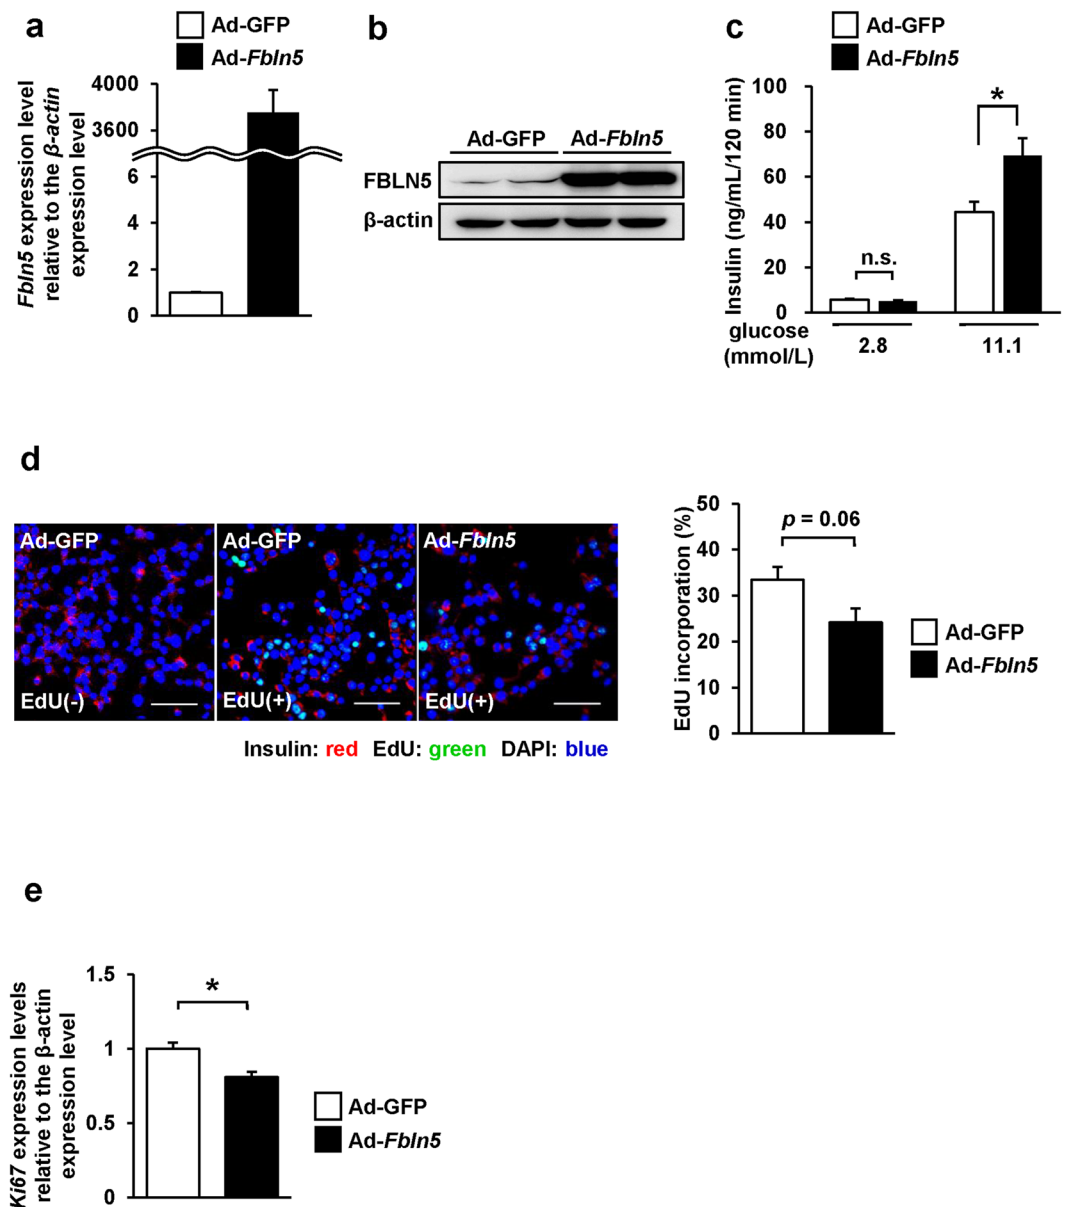 a
Ad-GFP
Ad-Fbln5
Fbln5 expression level
relative to the β-actin
expression level
4000
3600
6
4
2
0
b
Ad-GFP Ad-Fbln5
FBLN5
β-actin
c
Ad-GFP
Ad-Fbln5
Insulin (ng/mL/120 min)
100
80
60
40
20
0
n.s.
*
glucose
(mmol/L)
2.8 11.1
d
Ad-GFP Ad-GFP Ad-Fbln5
EdU(-) EdU(+) EdU(+)
Insulin: red EdU: green DAPI: blue
EdU incorporation (%)
50
40
30
20
10
0
p = 0.06
Ad-GFP
Ad-Fbln5
e
Ki67 expression levels
relative to the β-actin
expression level
1.5
1
0.5
0
*
Ad-GFP
Ad-Fbln5